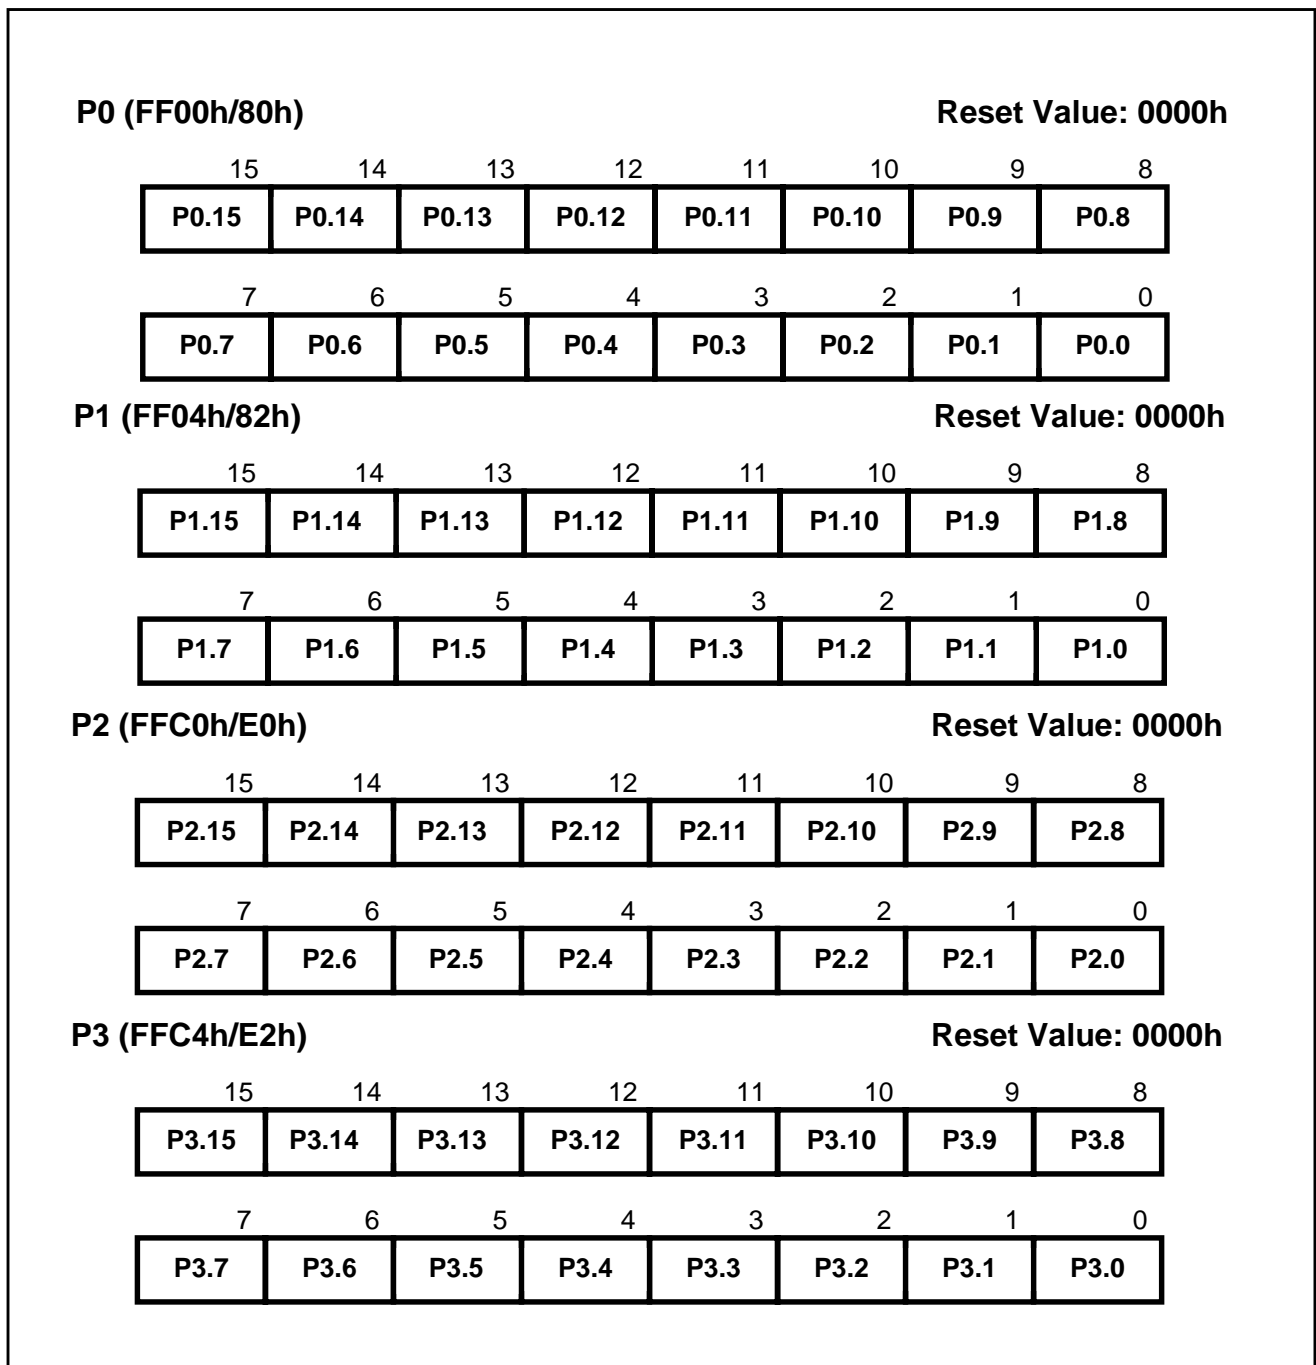 P0 (FF00h/80h) Reset Value: 0000h
15 14 13 12 11 10 9 8
P0.15 P0.14 P0.13 P0.12 P0.11 P0.10 P0.9 P0.8
7 6 5 4 3 2 1 0
P0.7 P0.6 P0.5 P0.4 P0.3 P0.2 P0.1 P0.0
P1 (FF04h/82h) Reset Value: 0000h
15 14 13 12 11 10 9 8
P1.15 P1.14 P1.13 P1.12 P1.11 P1.10 P1.9 P1.8
7 6 5 4 3 2 1 0
P1.7 P1.6 P1.5 P1.4 P1.3 P1.2 P1.1 P1.0
P2 (FFC0h/E0h) Reset Value: 0000h
15 14 13 12 11 10 9 8
P2.15 P2.14 P2.13 P2.12 P2.11 P2.10 P2.9 P2.8
7 6 5 4 3 2 1 0
P2.7 P2.6 P2.5 P2.4 P2.3 P2.2 P2.1 P2.0
P3 (FFC4h/E2h) Reset Value: 0000h
15 14 13 12 11 10 9 8
P3.15 P3.14 P3.13 P3.12 P3.11 P3.10 P3.9 P3.8
7 6 5 4 3 2 1 0
P3.7 P3.6 P3.5 P3.4 P3.3 P3.2 P3.1 P3.0